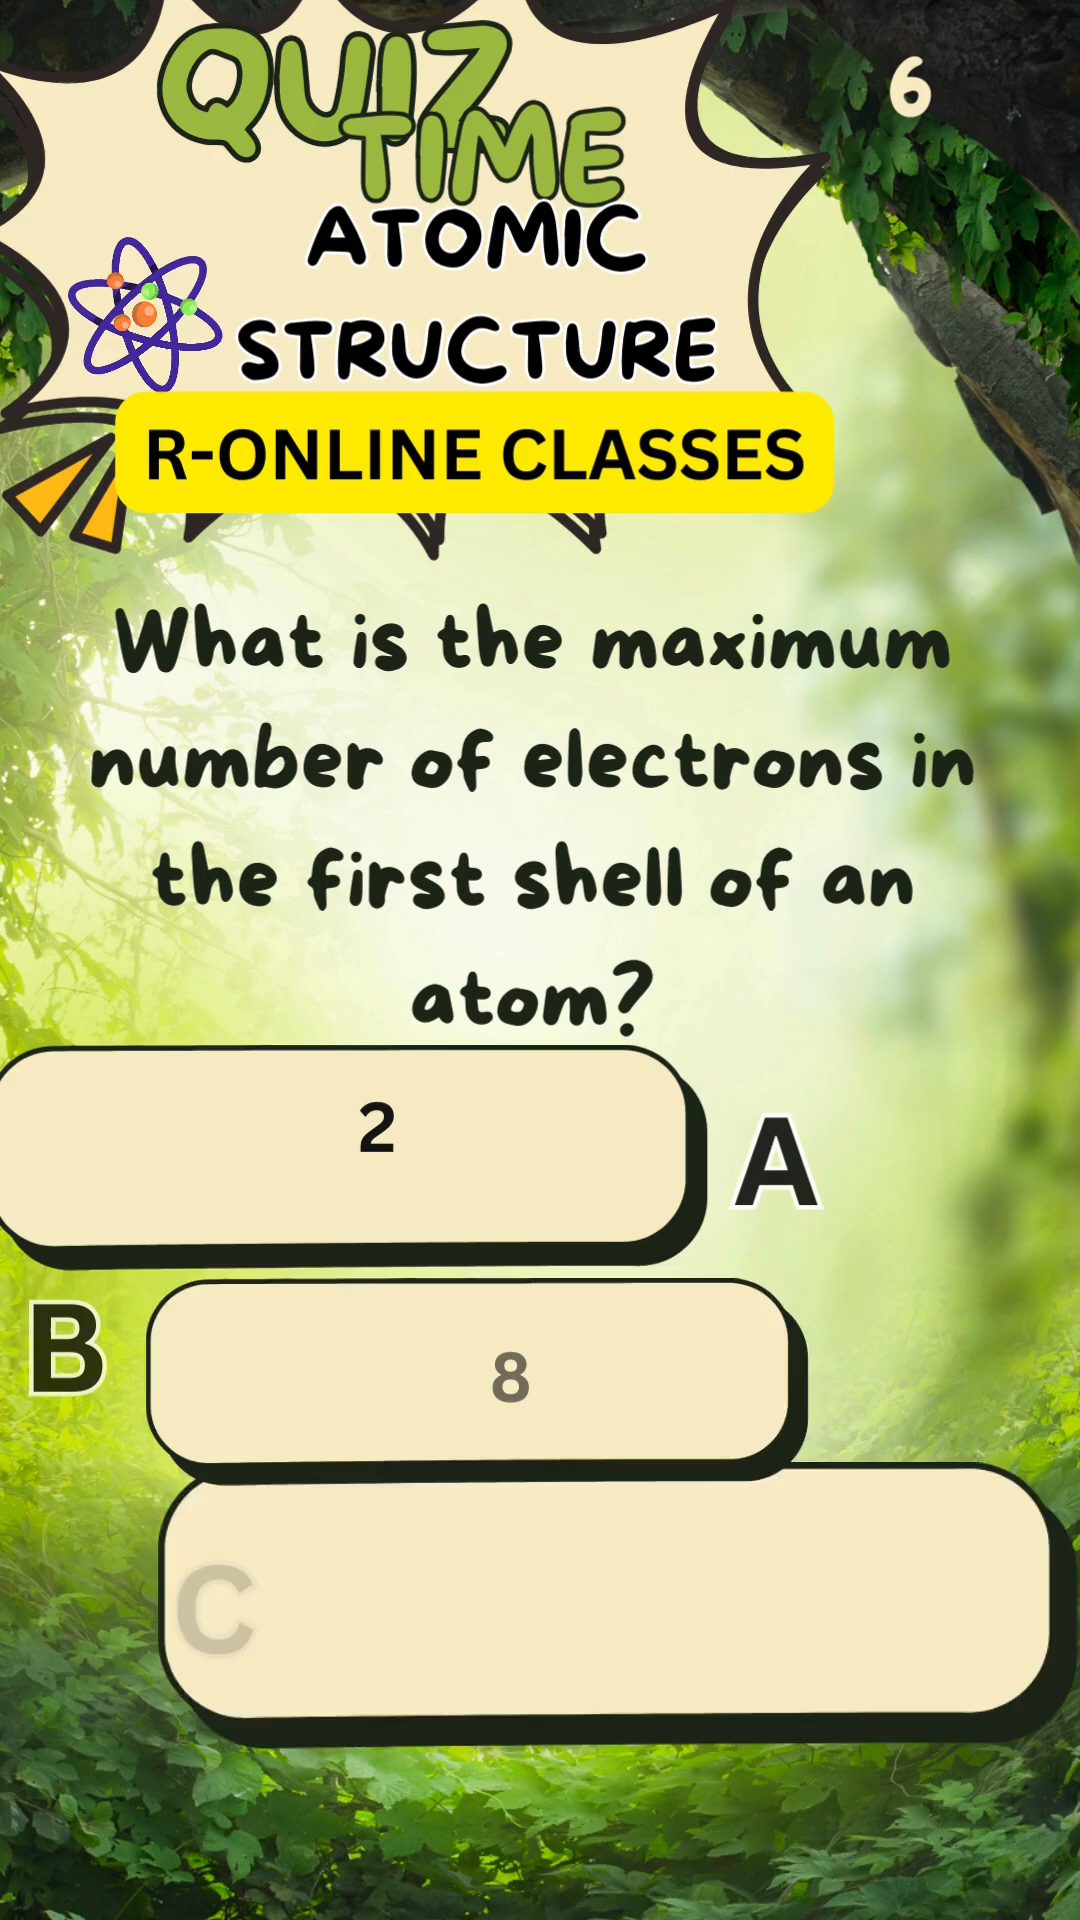 QUIZ
TIME
6
ATOMIC
STRUCTURE
R-ONLINE CLASSES
What is the maximum
number of electrons in
the first shell of an
atom?
2
A
B
8
C